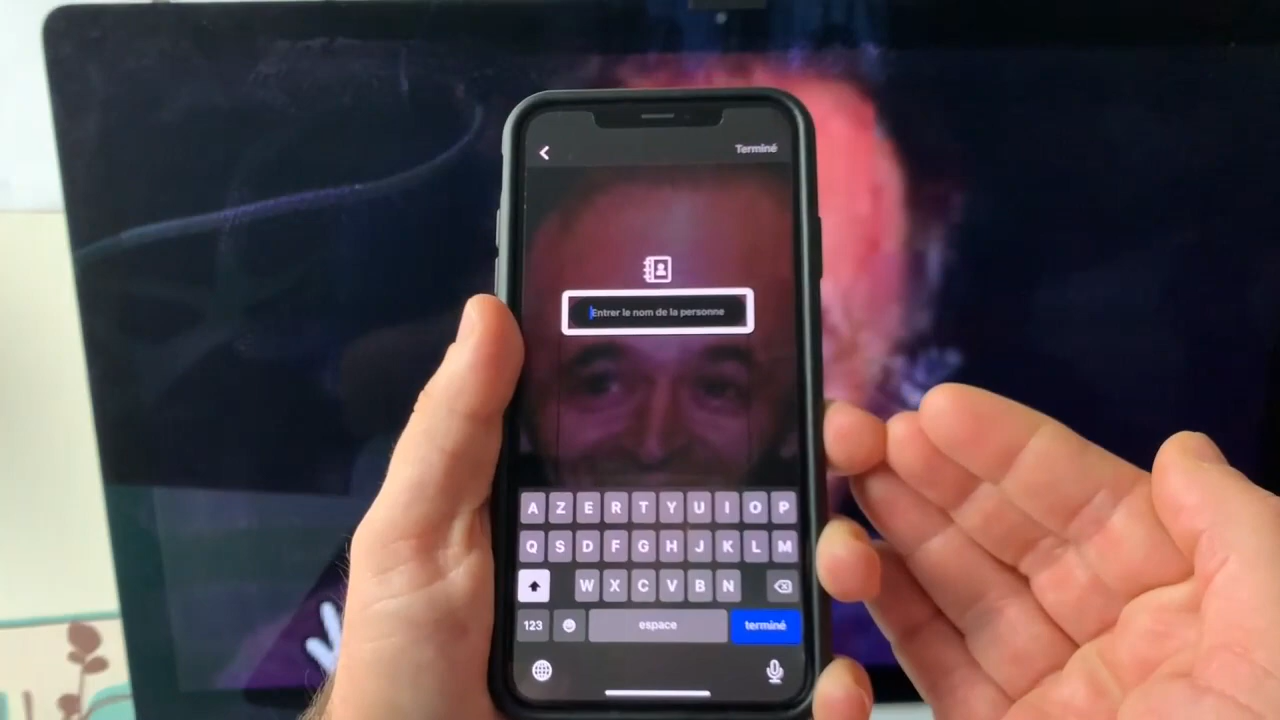 Terminé
Entrer le nom de la personne
A Z E R T Y U I O P
Q S D F G H J K L M
W X C V B N
123 espace terminé